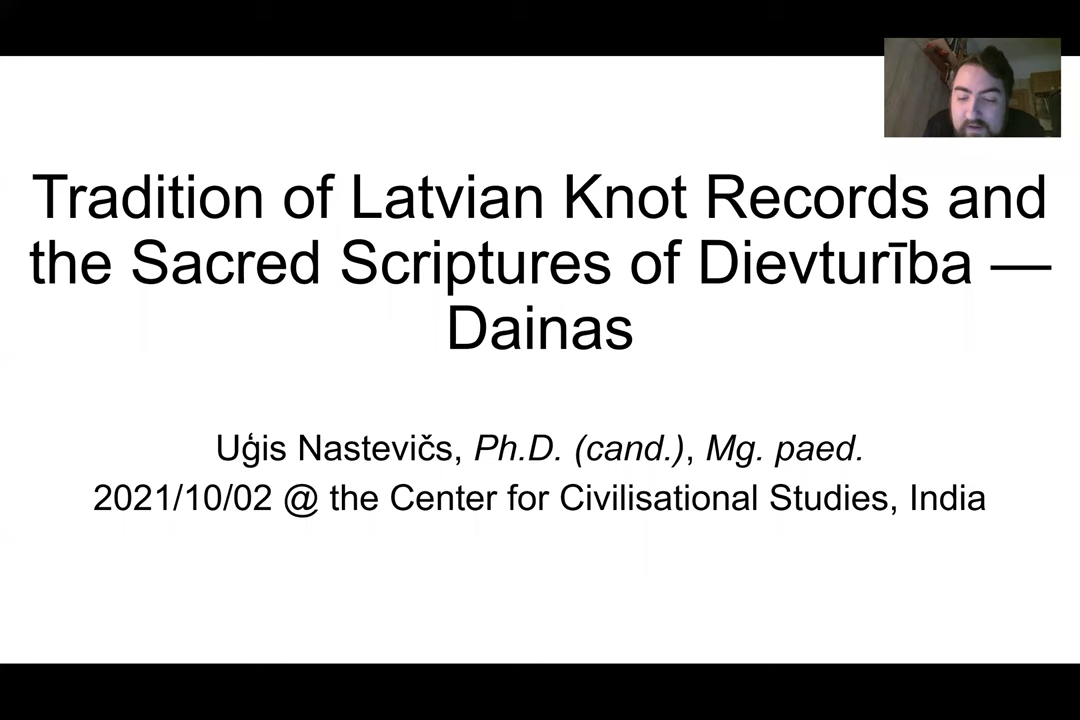 Tradition of Latvian Knot Records and
the Sacred Scriptures of Dievturība —
Dainas
Uģis Nastevičs, Ph.D. (cand.), Mg. paed.
2021/10/02 @ the Center for Civilisational Studies, India